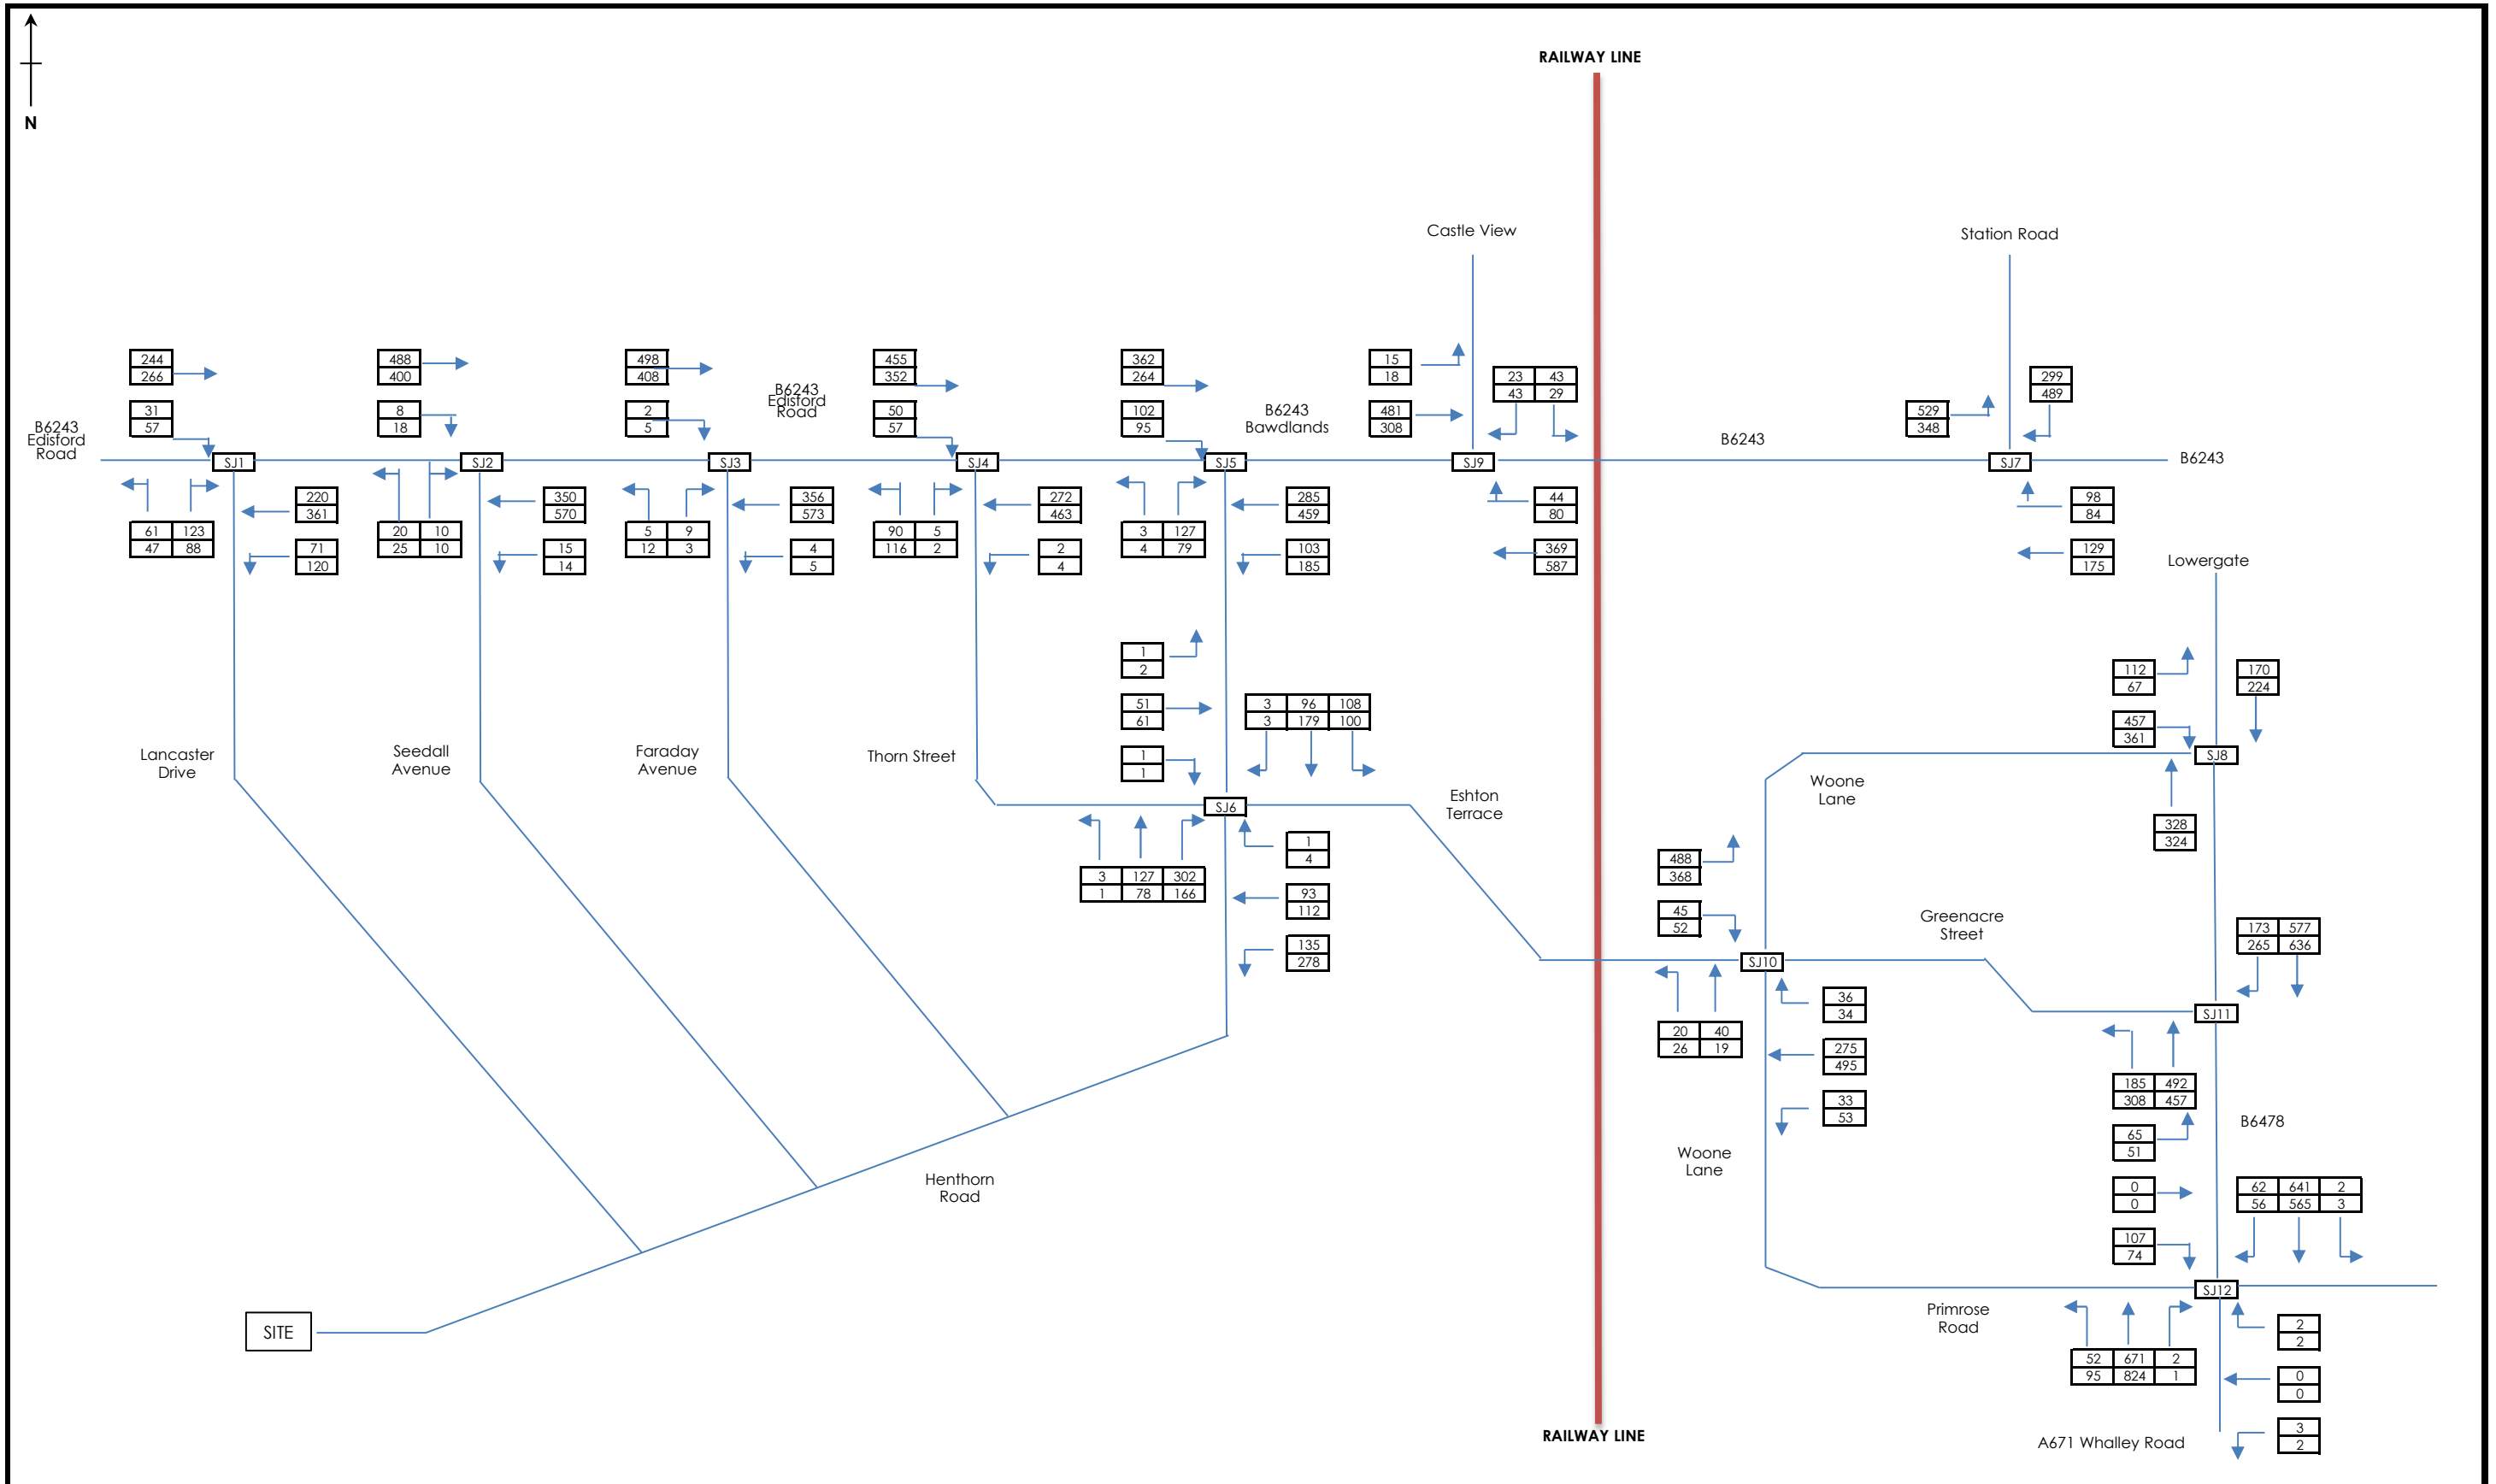 RAILWAY LINE
N
Castle View
Station Road
244
266
488
400
498
408
455
352
362
264
15
18
23 43
43 29
299
489
31
57
8
18
2
5
B6243
Edisford
Road
50
57
102
95
B6243
Bawdlands
481
308
529
348
B6243
Edisford
Road
B6243
B6243
SJ1
SJ2
SJ3
SJ4
SJ5
SJ9
SJ7
220
361
350
570
356
573
272
463
285
459
44
80
98
84
61 123
47 88
20 10
25 10
5 9
12 3
90 5
116 2
3 127
4 79
71
120
15
14
4
5
2
4
103
185
369
587
129
175
Lowergate
1
2
112
67
170
224
51
61
3 96 108
3 179 100
457
361
1
1
Lancaster
Drive
Seedall
Avenue
Faraday
Avenue
Thorn Street
SJ8
Woone
Lane
Eshton
Terrace
SJ6
328
324
1
4
488
368
3 127 302
1 78 166
93
112
45
52
Greenacre
Street
173 577
265 636
135
278
SJ10
SJ11
36
34
20 40
26 19
275
495
185 492
308 457
33
53
65
51
B6478
Woone
Lane
Henthorn
Road
0
0
62 641 2
56 565 3
107
74
SJ12
Primrose
Road
SITE
2
2
52 671 2
95 824 1
0
0
RAILWAY LINE
A671 Whalley Road
3
2